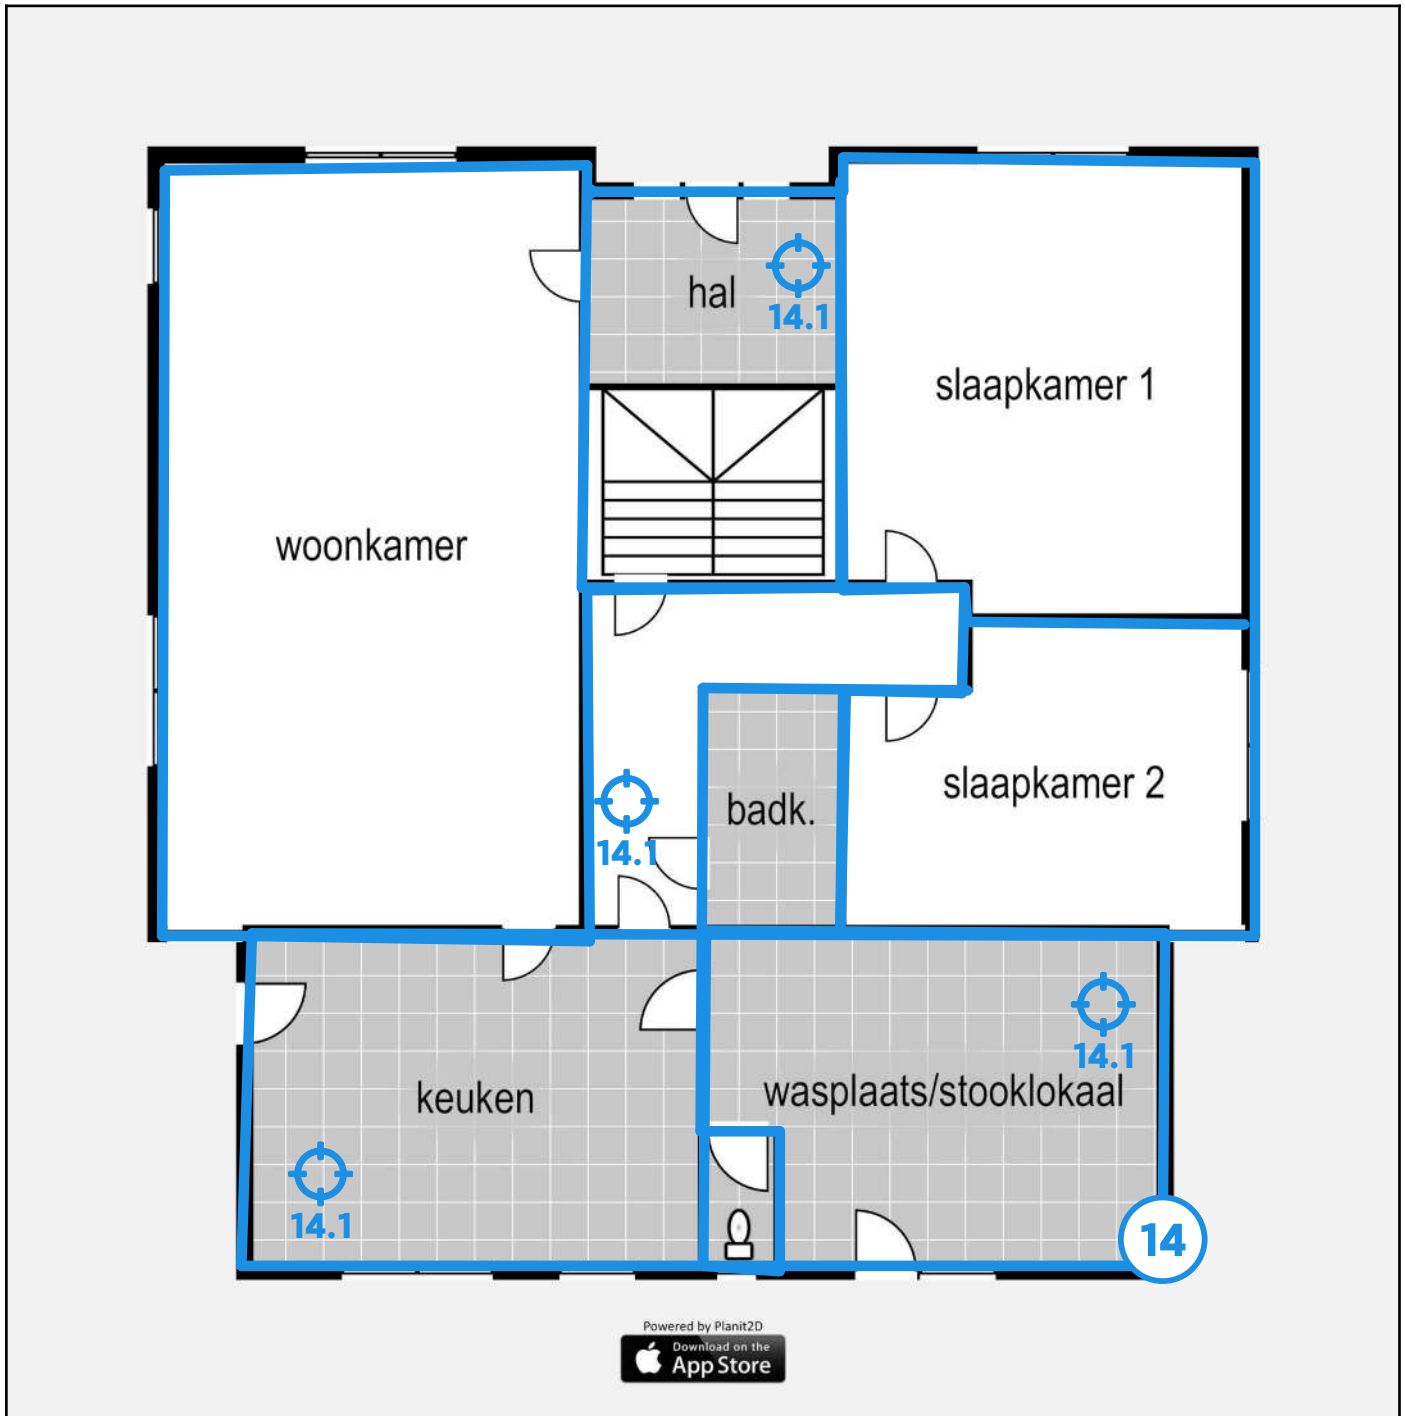 hal
14.1
slaapkamer 1
woonkamer
slaapkamer 2
badk.
14.1
14.1
wasplaats/stooklokaal
keuken
14.1
14
Powered by Planit2D
Download on the
App Store